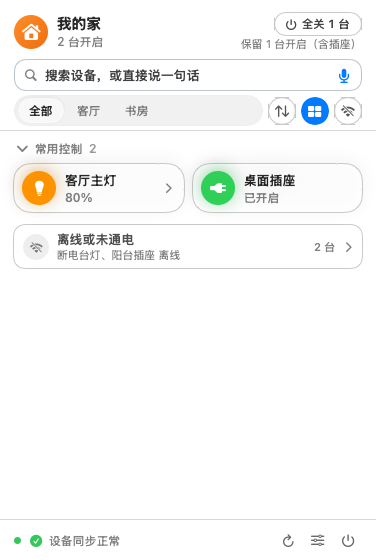 我的家
2 台开启
全关 1 台
保留 1 台开启（含插座）
搜索设备，或直接说一句话
全部
客厅
书房
常用控制 2
客厅主灯
80%
桌面插座
已开启
离线或未通电
断电台灯、阳台插座 离线
2 台
设备同步正常